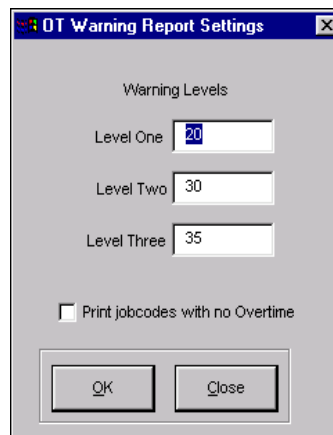 OT Warning Report Settings
Warning Levels
Level One 20
Level Two 30
Level Three 35
Print jobcodes with no Overtime
OK Close